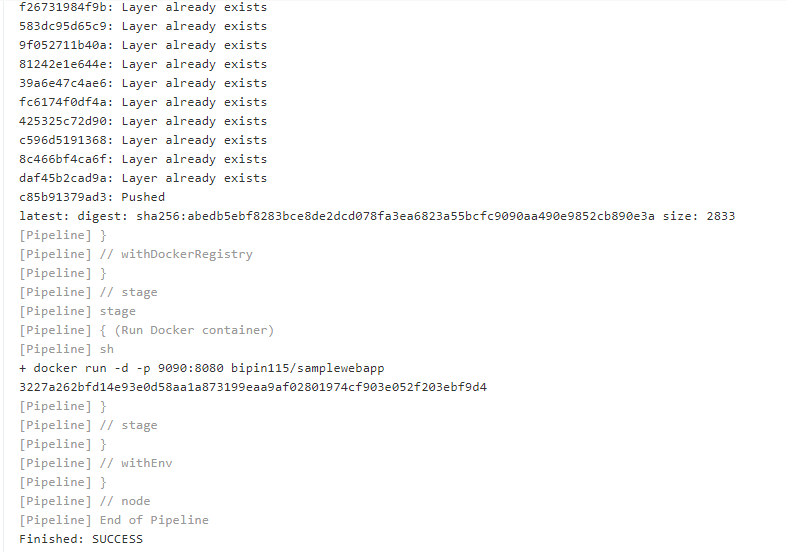 f26731984f9b: Layer already exists
583dc95d65c9: Layer already exists
9f052711b40a: Layer already exists
81242e1e644e: Layer already exists
39a6e47c4ae6: Layer already exists
fc6174f0df4a: Layer already exists
425325c72d90: Layer already exists
c596d5191368: Layer already exists
8c466bf4ca6f: Layer already exists
daf45b2cad9a: Layer already exists
c85b91379ad3: Pushed
latest: digest: sha256:abedb5ebf8283bce8de2dcd078fa3ea6823a55bcfc9090aa490e9852cb890e3a size: 2833
[Pipeline] }
[Pipeline] // withDockerRegistry
[Pipeline] }
[Pipeline] // stage
[Pipeline] stage
[Pipeline] { (Run Docker container)
[Pipeline] sh
+ docker run -d -p 9090:8080 bipin115/samplewebapp
3227a262bfd14e93e0d58aa1a873199eaa9af02801974cf903e052f203ebf9d4
[Pipeline] }
[Pipeline] // stage
[Pipeline] }
[Pipeline] // withEnv
[Pipeline] }
[Pipeline] // node
[Pipeline] End of Pipeline
Finished: SUCCESS